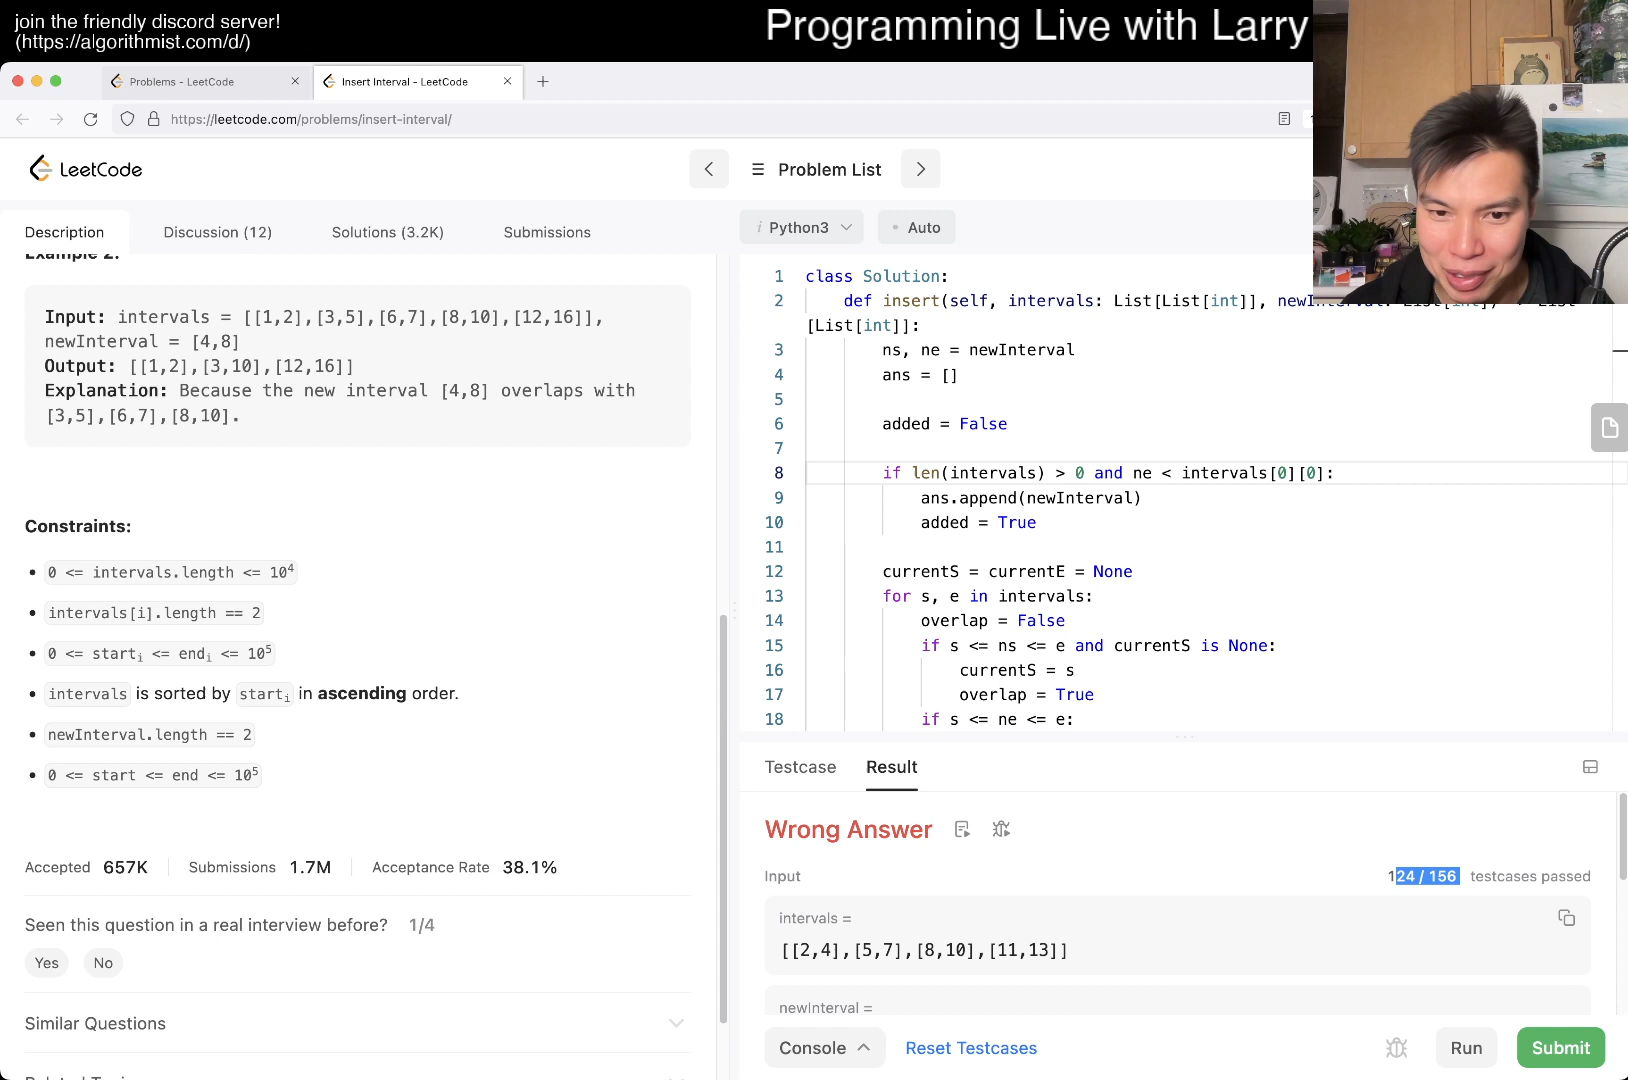 join the friendly discord server!
(https://algorithmist.com/d/)
Programming Live with Larry
Problems - LeetCode
Insert Interval - LeetCode
https://leetcode.com/problems/insert-interval/
LeetCode
Problem List
Description
Discussion (12)
Solutions (3.2K)
Submissions
Python3
Auto
Example 2:
Input: intervals = [[1,2],[3,5],[6,7],[8,10],[12,16]],
newInterval = [4,8]
Output: [[1,2],[3,10],[12,16]]
Explanation: Because the new interval [4,8] overlaps with
[3,5],[6,7],[8,10].
Constraints:
• 0 <= intervals.length <= 10⁴
• intervals[i].length == 2
• 0 <= startᵢ <= endᵢ <= 10⁵
• intervals is sorted by startᵢ in ascending order.
• newInterval.length == 2
• 0 <= start <= end <= 10⁵
Accepted 657K Submissions 1.7M Acceptance Rate 38.1%
Seen this question in a real interview before? 1/4
Yes No
Similar Questions
1 class Solution:
2 def insert(self, intervals: List[List[int]],
[List[int]]:
3 ns, ne = newInterval
4 ans = []
5
6 added = False
7
8 if len(intervals) > 0 and ne < intervals[0][0]:
9 ans.append(newInterval)
10 added = True
11
12 currentS = currentE = None
13 for s, e in intervals:
14 overlap = False
15 if s <= ns <= e and currentS is None:
16 currentS = s
17 overlap = True
18 if s <= ne <= e:
Testcase
Result
Wrong Answer
Input
124 / 156 testcases passed
intervals =
[[2,4],[5,7],[8,10],[11,13]]
newInterval =
Console
Reset Testcases
Run
Submit